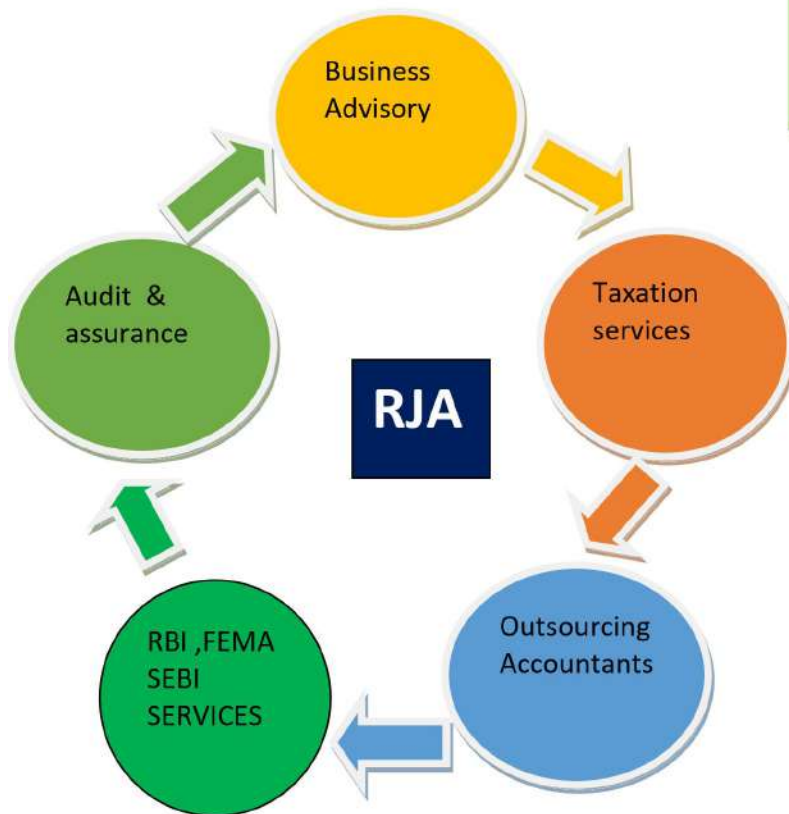 Business
Advisory
Taxation
services
Audit  &
assurance
RJA
Outsourcing
Accountants
RBI ,FEMA
SEBI
SERVICES